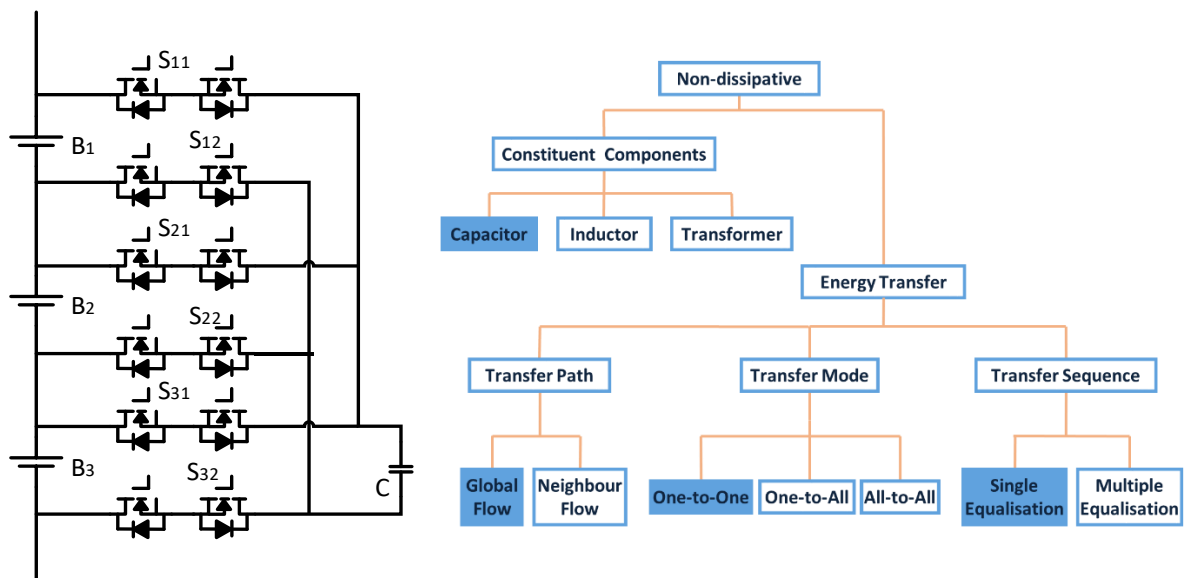 S11
B1
S12
S21
B2
S22
S31
B3
S32
C
Non-dissipative
Constituent Components
Capacitor
Inductor
Transformer
Energy Transfer
Transfer Path
Transfer Mode
Transfer Sequence
Global
Flow
Neighbour
Flow
One-to-One
One-to-All
All-to-All
Single
Equalisation
Multiple
Equalisation